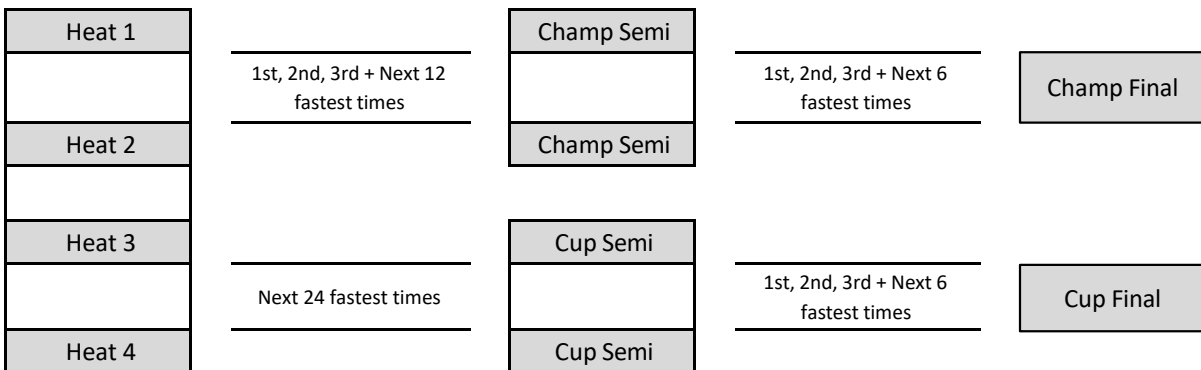 Heat 1
Champ Semi
1st, 2nd, 3rd + Next 12
fastest times
1st, 2nd, 3rd + Next 6
fastest times
Champ Final
Heat 2
Champ Semi
Heat 3
Cup Semi
Next 24 fastest times
1st, 2nd, 3rd + Next 6
fastest times
Cup Final
Heat 4
Cup Semi